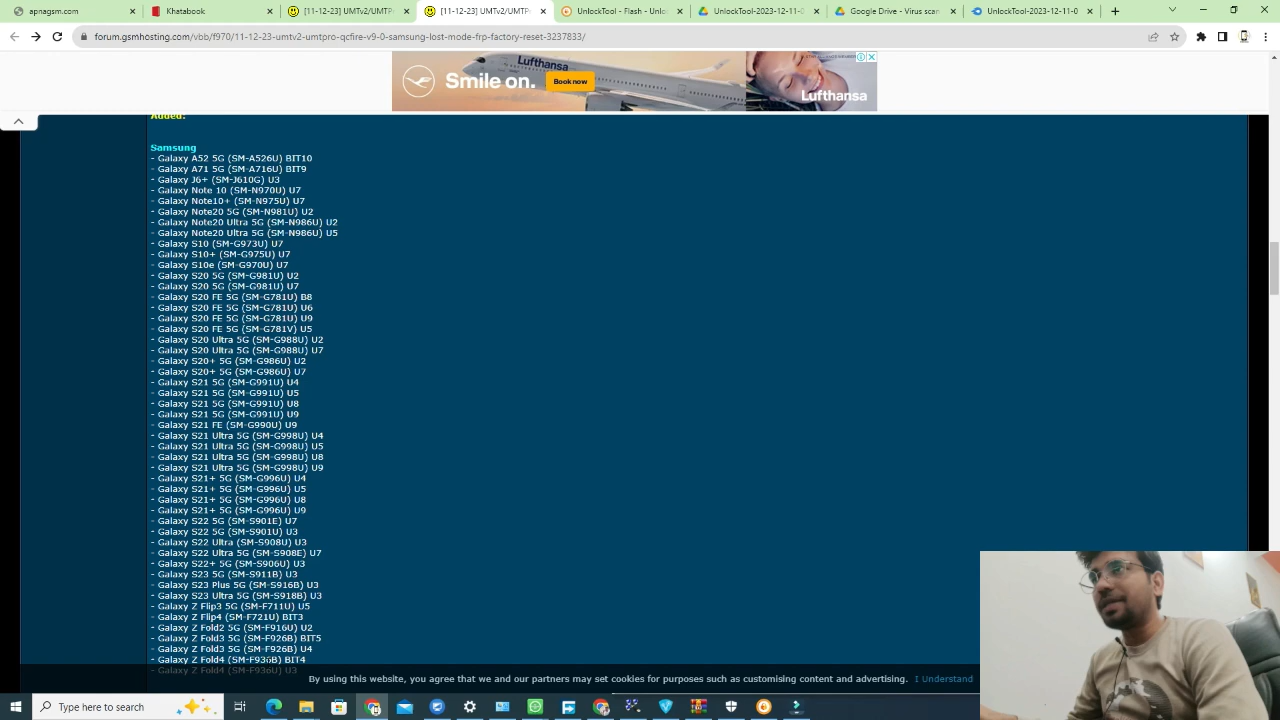 apnagsm.com
Khatabook
[11-12-23] UMTv2/UMTP
[11-12-23] UMTv2/UMTP
UnlockTool - Flash - Unlo
UnlockTool-2023-12-11-0
Google Drive - Virus scan
UnlockTool-2023-12-11-0
forum.gsmhosting.com/vbb/f970/11-12-23-umtv2-umtpro-qcfire-v9-0-samsung-lost-mode-frp-factory-reset-3237833/
Lufthansa
Smile on.
Book now
Lufthansa
Added:
Samsung
- Galaxy A52 5G (SM-A526U) BIT10
- Galaxy A71 5G (SM-A716U) BIT9
- Galaxy J6+ (SM-J610G) U3
- Galaxy Note 10 (SM-N970U) U7
- Galaxy Note10+ (SM-N975U) U7
- Galaxy Note20 5G (SM-N981U) U2
- Galaxy Note20 Ultra 5G (SM-N986U) U2
- Galaxy Note20 Ultra 5G (SM-N986U) U5
- Galaxy S10 (SM-G973U) U7
- Galaxy S10+ (SM-G975U) U7
- Galaxy S10e (SM-G970U) U7
- Galaxy S20 5G (SM-G981U) U2
- Galaxy S20 5G (SM-G981U) U7
- Galaxy S20 FE 5G (SM-G781U) B8
- Galaxy S20 FE 5G (SM-G781U) U6
- Galaxy S20 FE 5G (SM-G781U) U9
- Galaxy S20 FE 5G (SM-G781V) U5
- Galaxy S20 Ultra 5G (SM-G988U) U2
- Galaxy S20 Ultra 5G (SM-G988U) U7
- Galaxy S20+ 5G (SM-G986U) U2
- Galaxy S20+ 5G (SM-G986U) U7
- Galaxy S21 5G (SM-G991U) U4
- Galaxy S21 5G (SM-G991U) U5
- Galaxy S21 5G (SM-G991U) U8
- Galaxy S21 5G (SM-G991U) U9
- Galaxy S21 FE (SM-G990U) U9
- Galaxy S21 Ultra 5G (SM-G998U) U4
- Galaxy S21 Ultra 5G (SM-G998U) U5
- Galaxy S21 Ultra 5G (SM-G998U) U8
- Galaxy S21 Ultra 5G (SM-G998U) U9
- Galaxy S21+ 5G (SM-G996U) U4
- Galaxy S21+ 5G (SM-G996U) U5
- Galaxy S21+ 5G (SM-G996U) U8
- Galaxy S21+ 5G (SM-G996U) U9
- Galaxy S22 5G (SM-S901E) U7
- Galaxy S22 5G (SM-S901U) U3
- Galaxy S22 Ultra (SM-S908U) U3
- Galaxy S22 Ultra 5G (SM-S908E) U7
- Galaxy S22+ 5G (SM-S906U) U3
- Galaxy S23 5G (SM-S911B) U3
- Galaxy S23 Plus 5G (SM-S916B) U3
- Galaxy S23 Ultra 5G (SM-S918B) U3
- Galaxy Z Flip3 5G (SM-F711U) U5
- Galaxy Z Flip4 (SM-F721U) BIT3
- Galaxy Z Fold2 5G (SM-F916U) U2
- Galaxy Z Fold3 5G (SM-F926B) BIT5
- Galaxy Z Fold3 5G (SM-F926B) U4
- Galaxy Z Fold4 (SM-F936B) BIT4
- Galaxy Z Fold4 (SM-F936U) U3
By using this website, you agree that we and our partners may set cookies for purposes such as customising content and advertising. I Understand
Type here to search